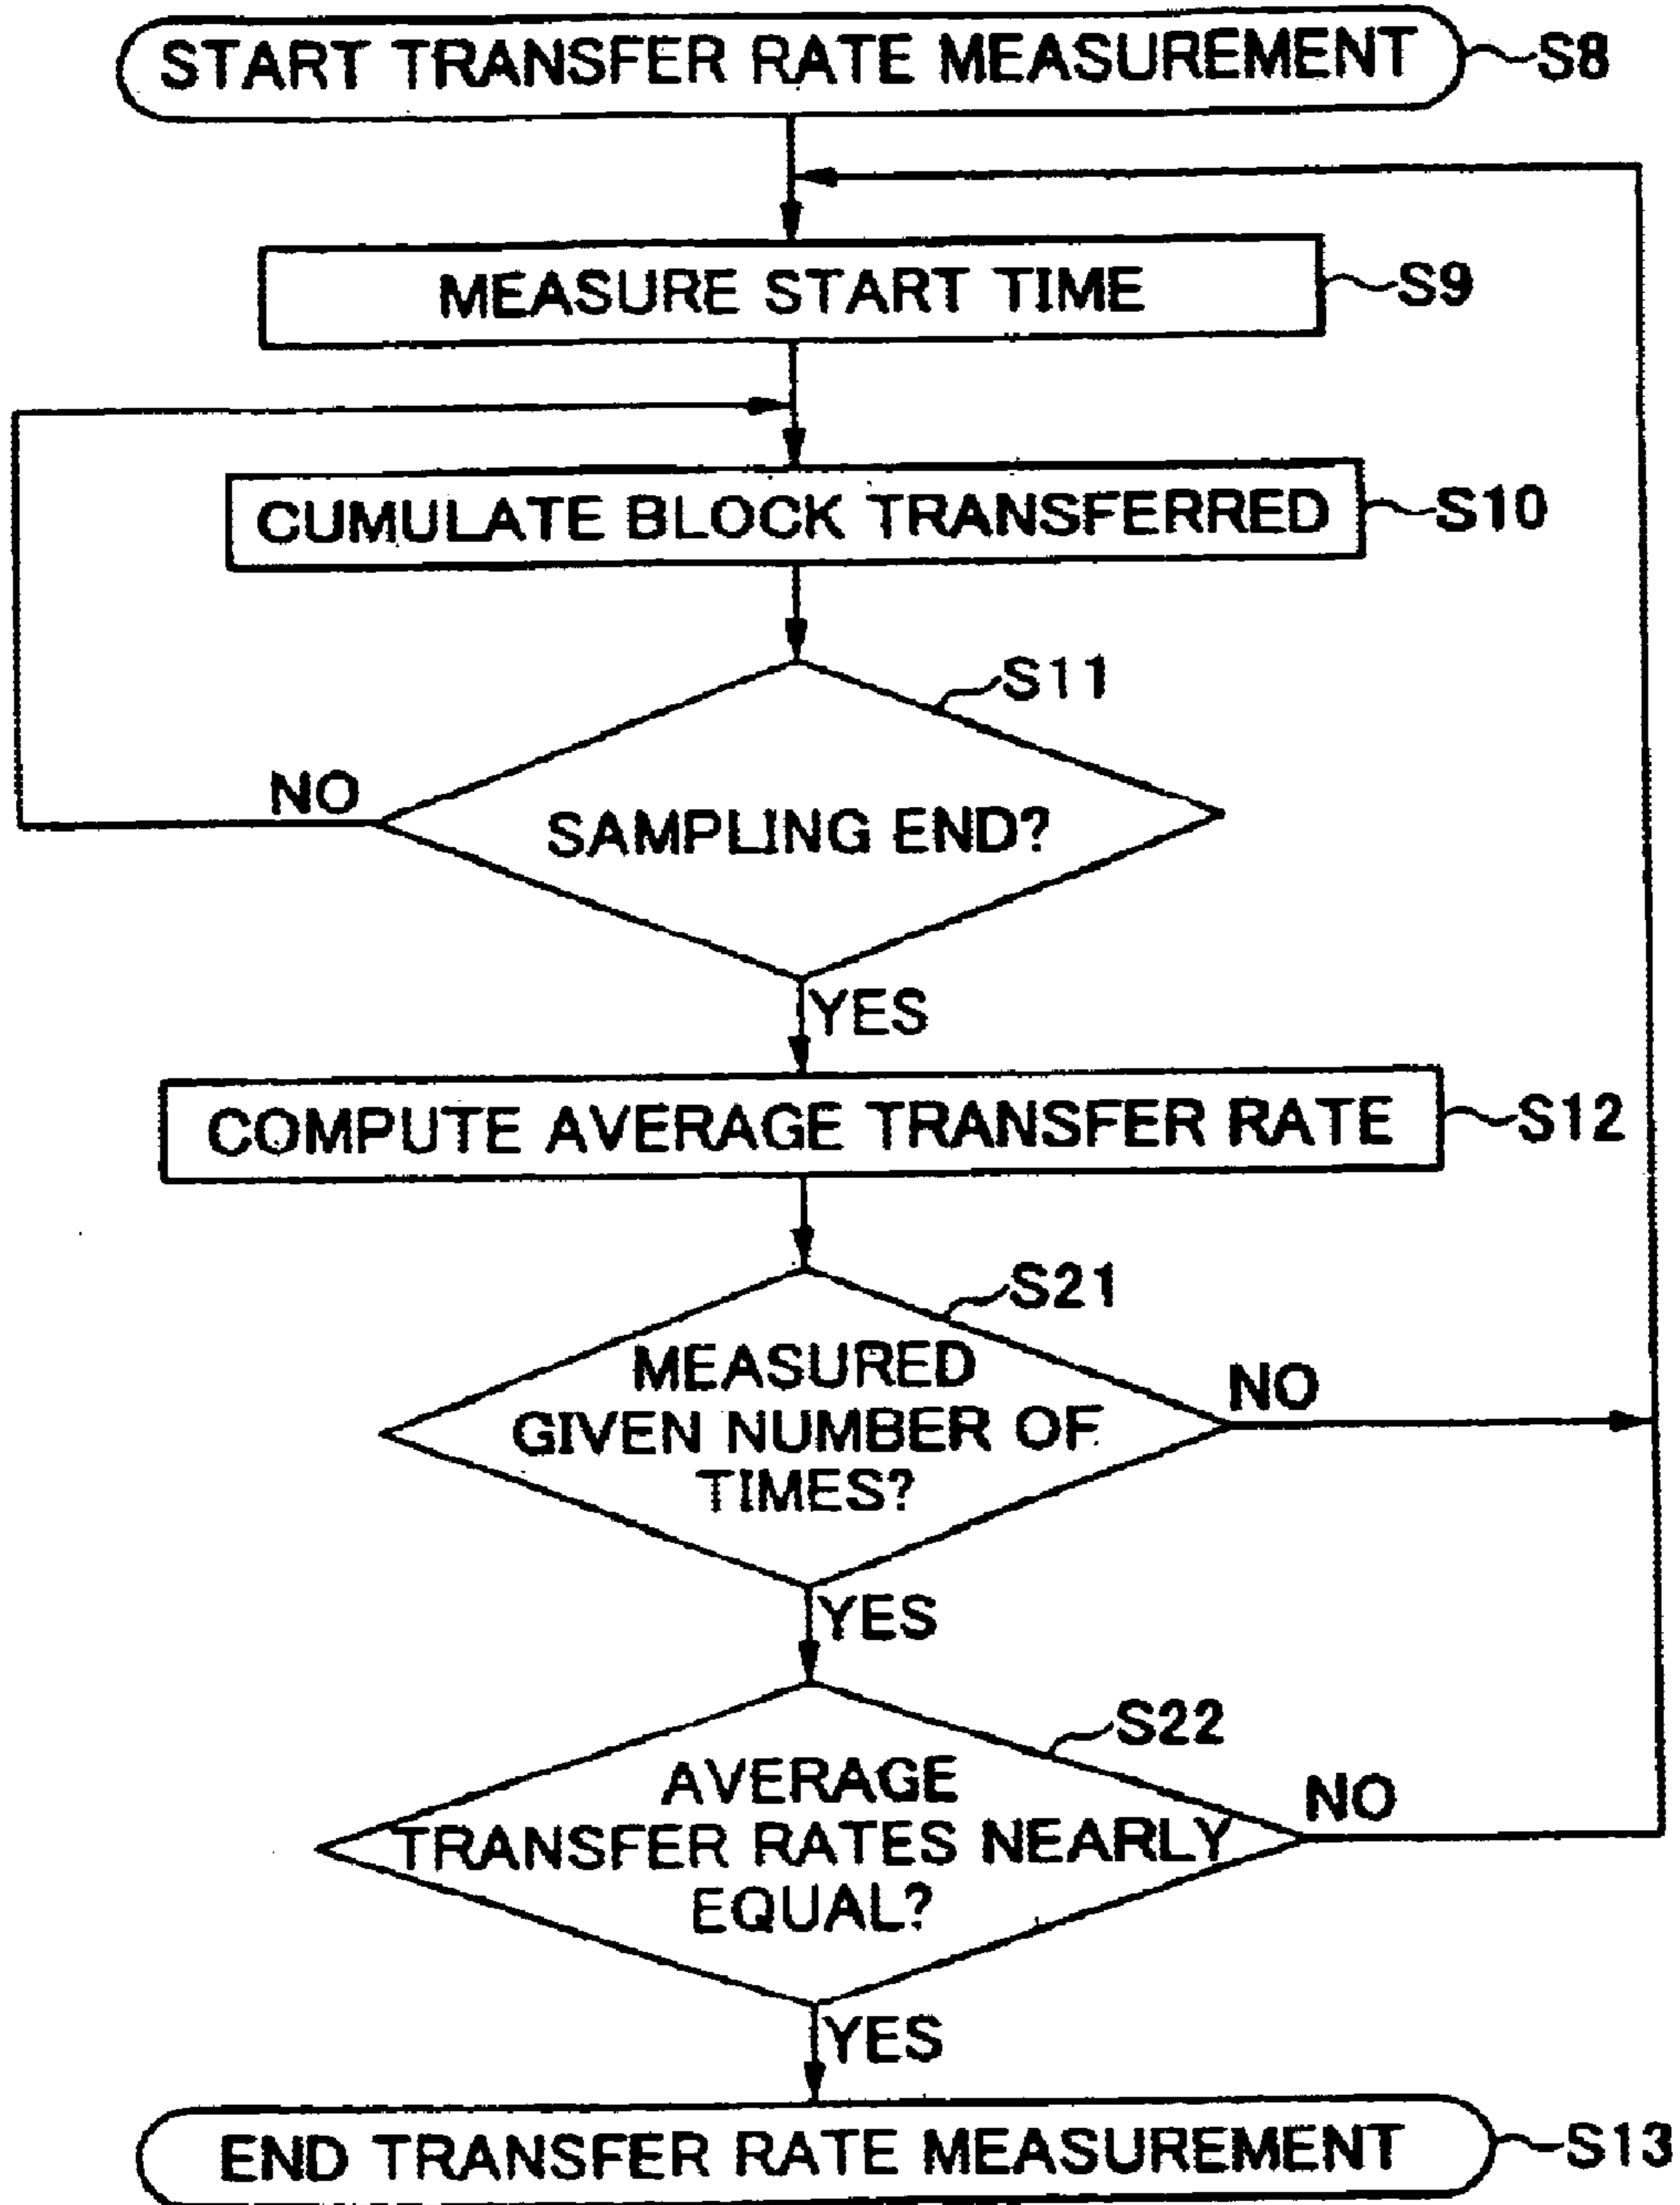 START TRANSFER RATE MEASUREMENT S8
MEASURE START TIME S9
CUMULATE BLOCK TRANSFERRED S10
S11
NO
SAMPLING END?
YES
COMPUTE AVERAGE TRANSFER RATE S12
S21
MEASURED
GIVEN NUMBER OF
TIMES?
NO
YES
S22
AVERAGE
TRANSFER RATES NEARLY
EQUAL?
NO
YES
END TRANSFER RATE MEASUREMENT S13